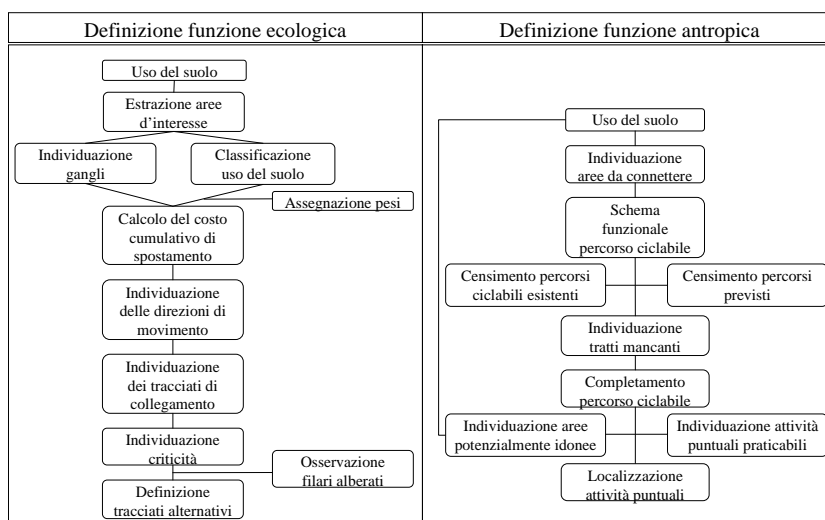 Definizione funzione ecologica
Uso del suolo
Estrazione aree
d'interesse
Individuazione
gangli
Classificazione
uso del suolo
Assegnazione pesi
Calcolo del costo
cumulativo di
spostamento
Individuazione
delle direzioni di
movimento
Individuazione
dei tracciati di
collegamento
Individuazione
criticità
Osservazione
filari alberati
Definizione
tracciati alternativi
Definizione funzione antropica
Uso del suolo
Individuazione
aree da connettere
Schema
funzionale
percorso ciclabile
Censimento percorsi
ciclabili esistenti
Censimento percorsi
previsti
Individuazione
tratti mancanti
Completamento
percorso ciclabile
Individuazione aree
potenzialmente idonee
Individuazione attività
puntuali praticabili
Localizzazione
attività puntuali